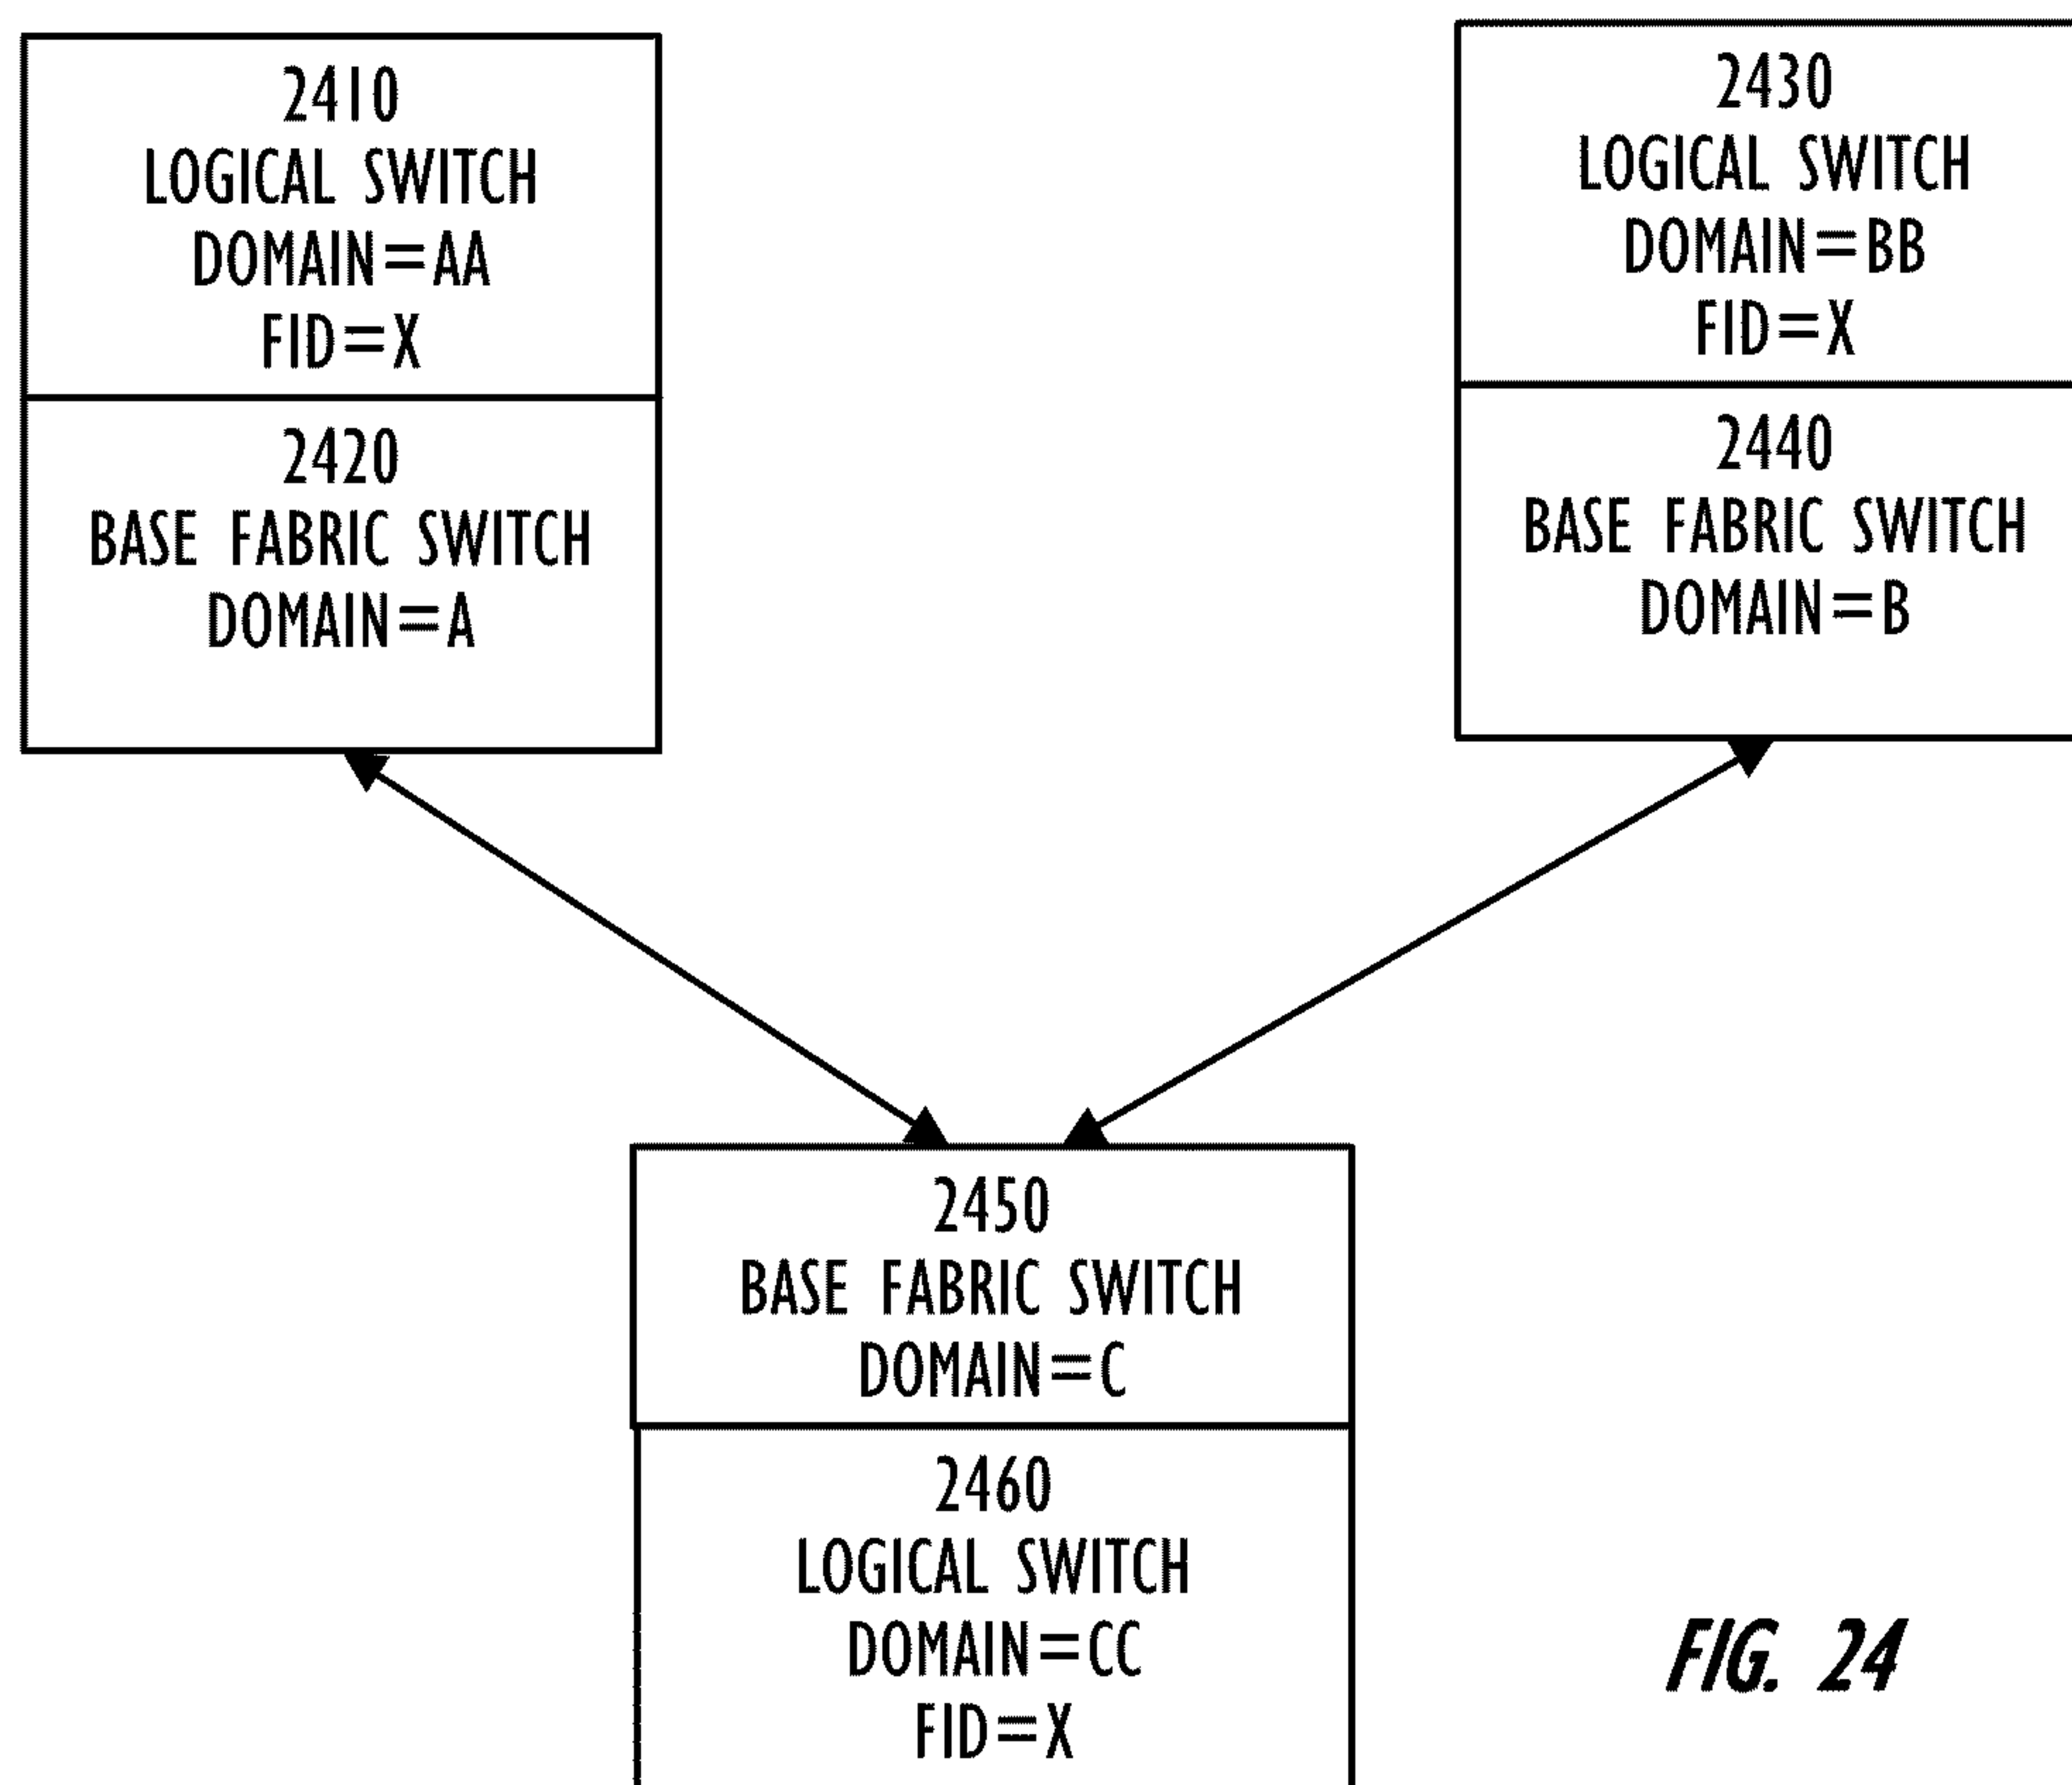 2410
LOGICAL SWITCH
DOMAIN=AA
FID=X
2420
BASE FABRIC SWITCH
DOMAIN=A
2430
LOGICAL SWITCH
DOMAIN=BB
FID=X
2440
BASE FABRIC SWITCH
DOMAIN=B
2450
BASE FABRIC SWITCH
DOMAIN=C
2460
LOGICAL SWITCH
DOMAIN=CC
FID=X
FIG. 24